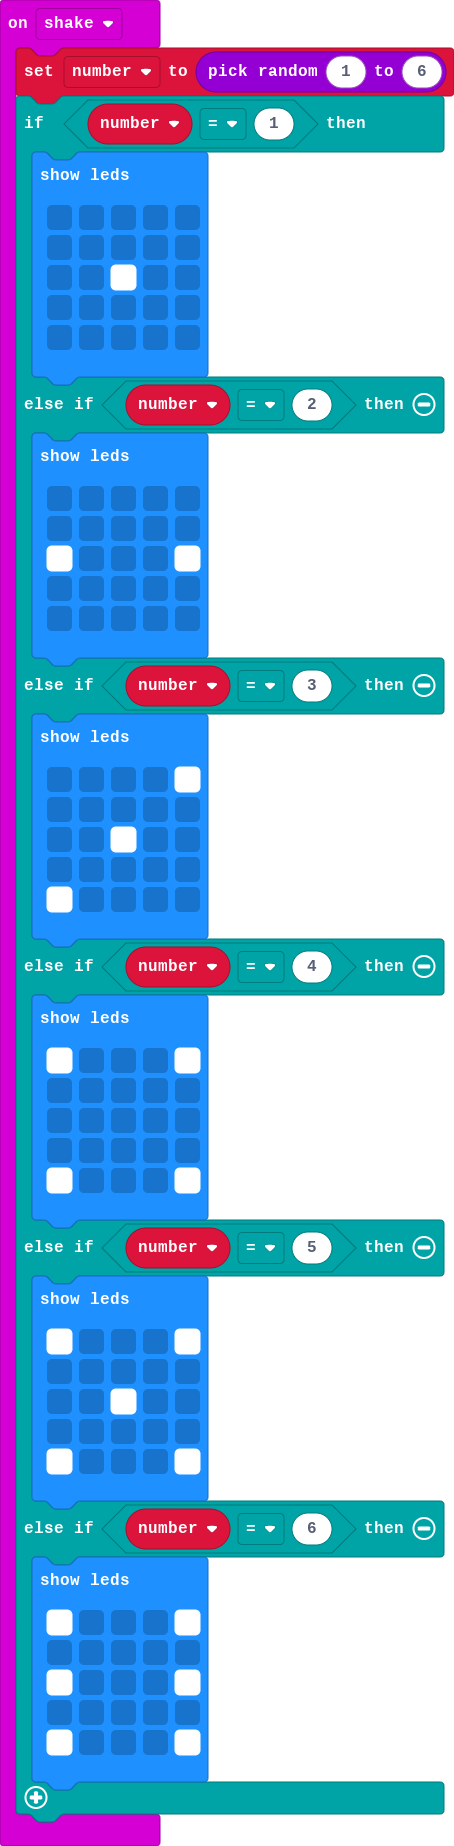 on shake
set number to pick random 1 to 6
if number = 1 then
show leds
else if number = 2 then
show leds
else if number = 3 then
show leds
else if number = 4 then
show leds
else if number = 5 then
show leds
else if number = 6 then
show leds